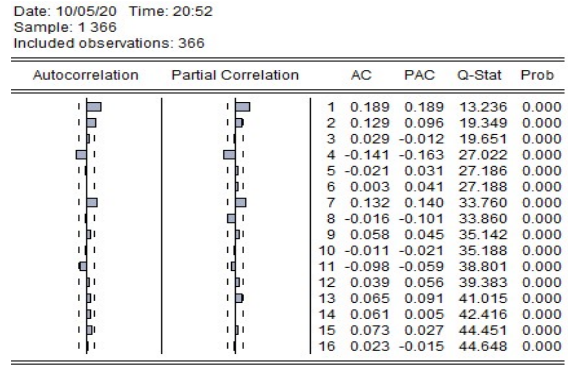 Date: 10/05/20 Time: 20:52
Sample: 1 366
Included observations: 366
Autocorrelation Partial Correlation AC PAC Q-Stat Prob
1 0.189 0.189 13.236 0.000
2 0.129 0.096 19.349 0.000
3 0.029 -0.012 19.651 0.000
4 -0.141 -0.163 27.022 0.000
5 -0.021 0.031 27.186 0.000
6 0.003 0.041 27.188 0.000
7 0.132 0.140 33.760 0.000
8 -0.016 -0.101 33.860 0.000
9 0.058 0.045 35.142 0.000
10 -0.011 -0.021 35.188 0.000
11 -0.098 -0.059 38.801 0.000
12 0.039 0.056 39.383 0.000
13 0.065 0.091 41.015 0.000
14 0.061 0.005 42.416 0.000
15 0.073 0.027 44.451 0.000
16 0.023 -0.015 44.648 0.000